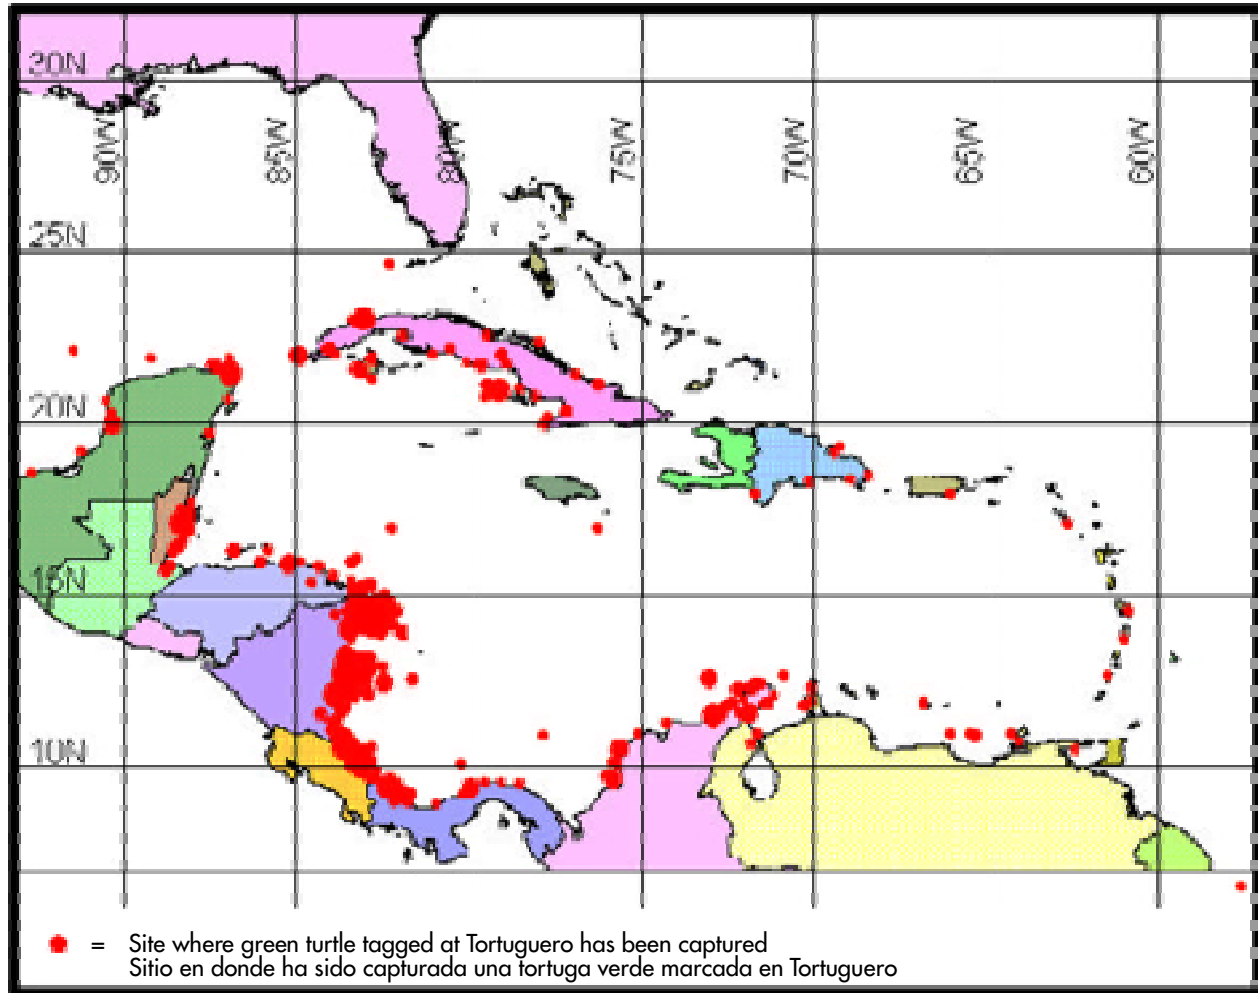 30N
90W
85W
80W
75W
70W
65W
60W
25N
20N
15N
10N
= Site where green turtle tagged at Tortuguero has been captured
Sitio en donde ha sido capturada una tortuga verde marcada en Tortuguero